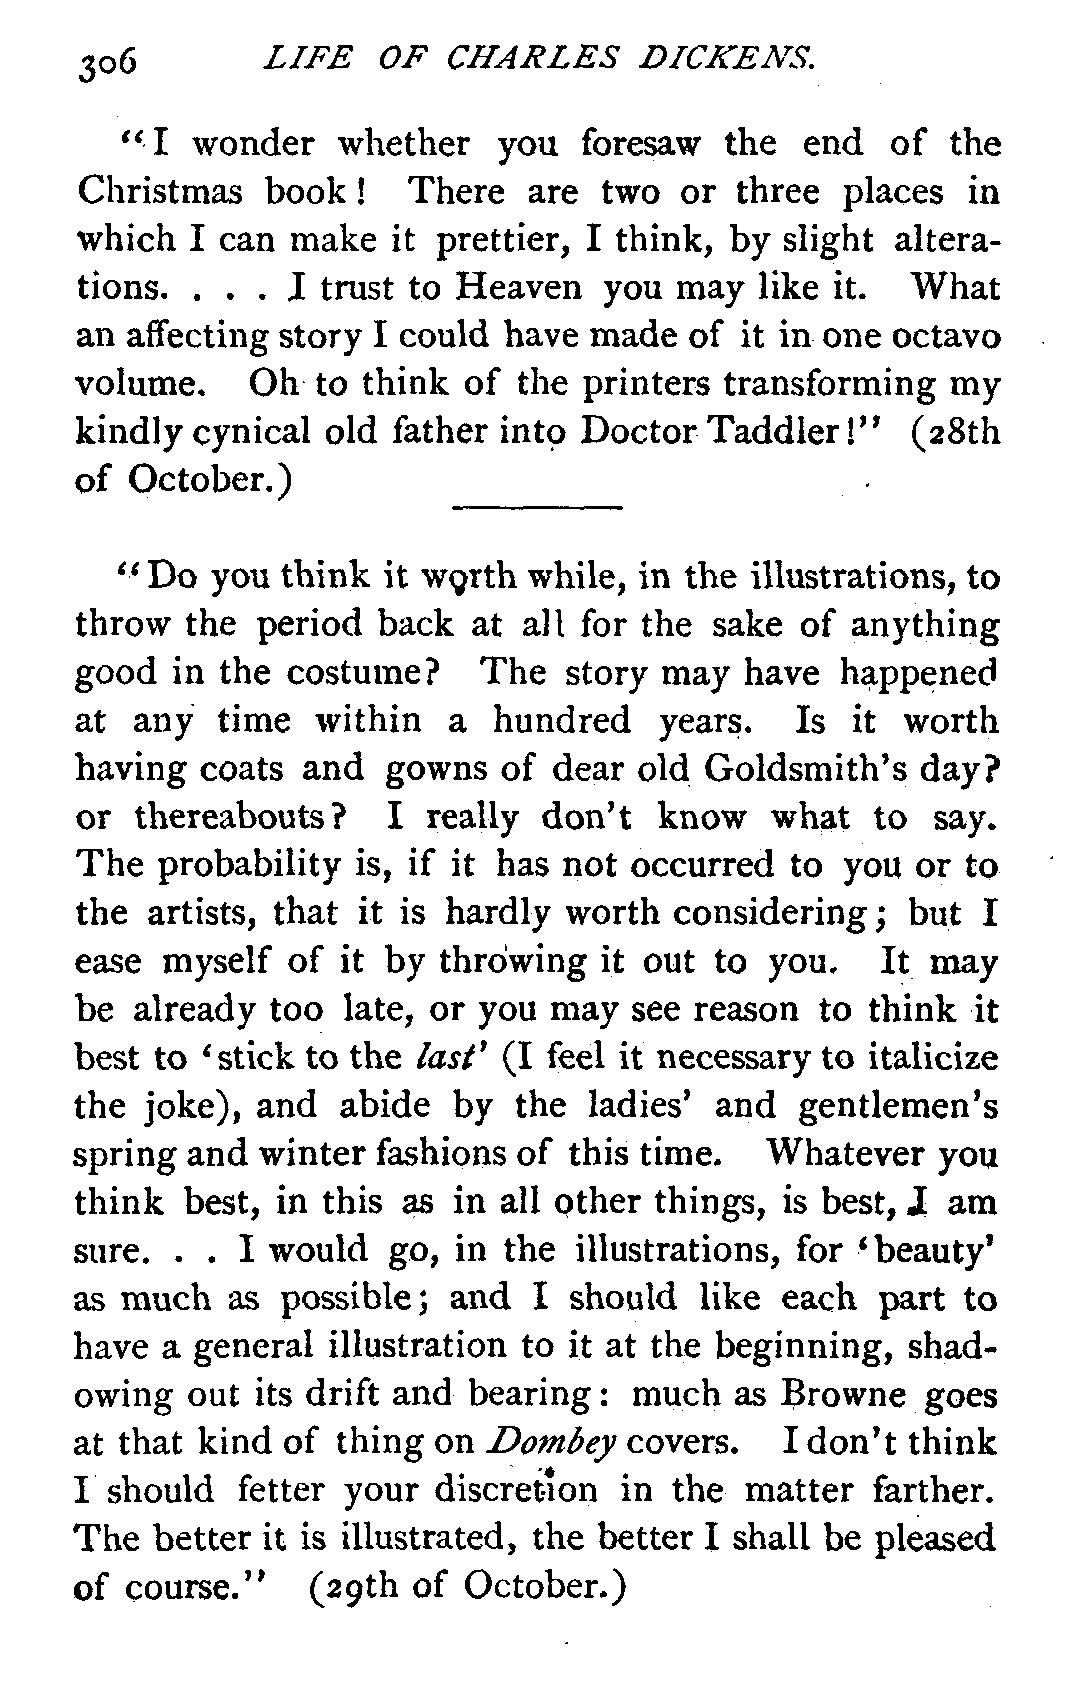 306 LIFE OF CHARLES DICKENS.
"I wonder whether you foresaw the end of the
Christmas book! There are two or three places in
which I can make it prettier, I think, by slight altera-
tions. . . . I trust to Heaven you may like it. What
an affecting story I could have made of it in one octavo
volume. Oh to think of the printers transforming my
kindly cynical old father into Doctor Taddler!" (28th
of October.)
"Do you think it worth while, in the illustrations, to
throw the period back at all for the sake of anything
good in the costume? The story may have happened
at any time within a hundred years. Is it worth
having coats and gowns of dear old Goldsmith's day?
or thereabouts? I really don't know what to say.
The probability is, if it has not occurred to you or to
the artists, that it is hardly worth considering; but I
ease myself of it by throwing it out to you. It may
be already too late, or you may see reason to think it
best to 'stick to the last' (I feel it necessary to italicize
the joke), and abide by the ladies' and gentlemen's
spring and winter fashions of this time. Whatever you
think best, in this as in all other things, is best, I am
sure. . . I would go, in the illustrations, for 'beauty'
as much as possible; and I should like each part to
have a general illustration to it at the beginning, shad-
owing out its drift and bearing: much as Browne goes
at that kind of thing on Dombey covers. I don't think
I should fetter your discretion in the matter farther.
The better it is illustrated, the better I shall be pleased
of course." (29th of October.)